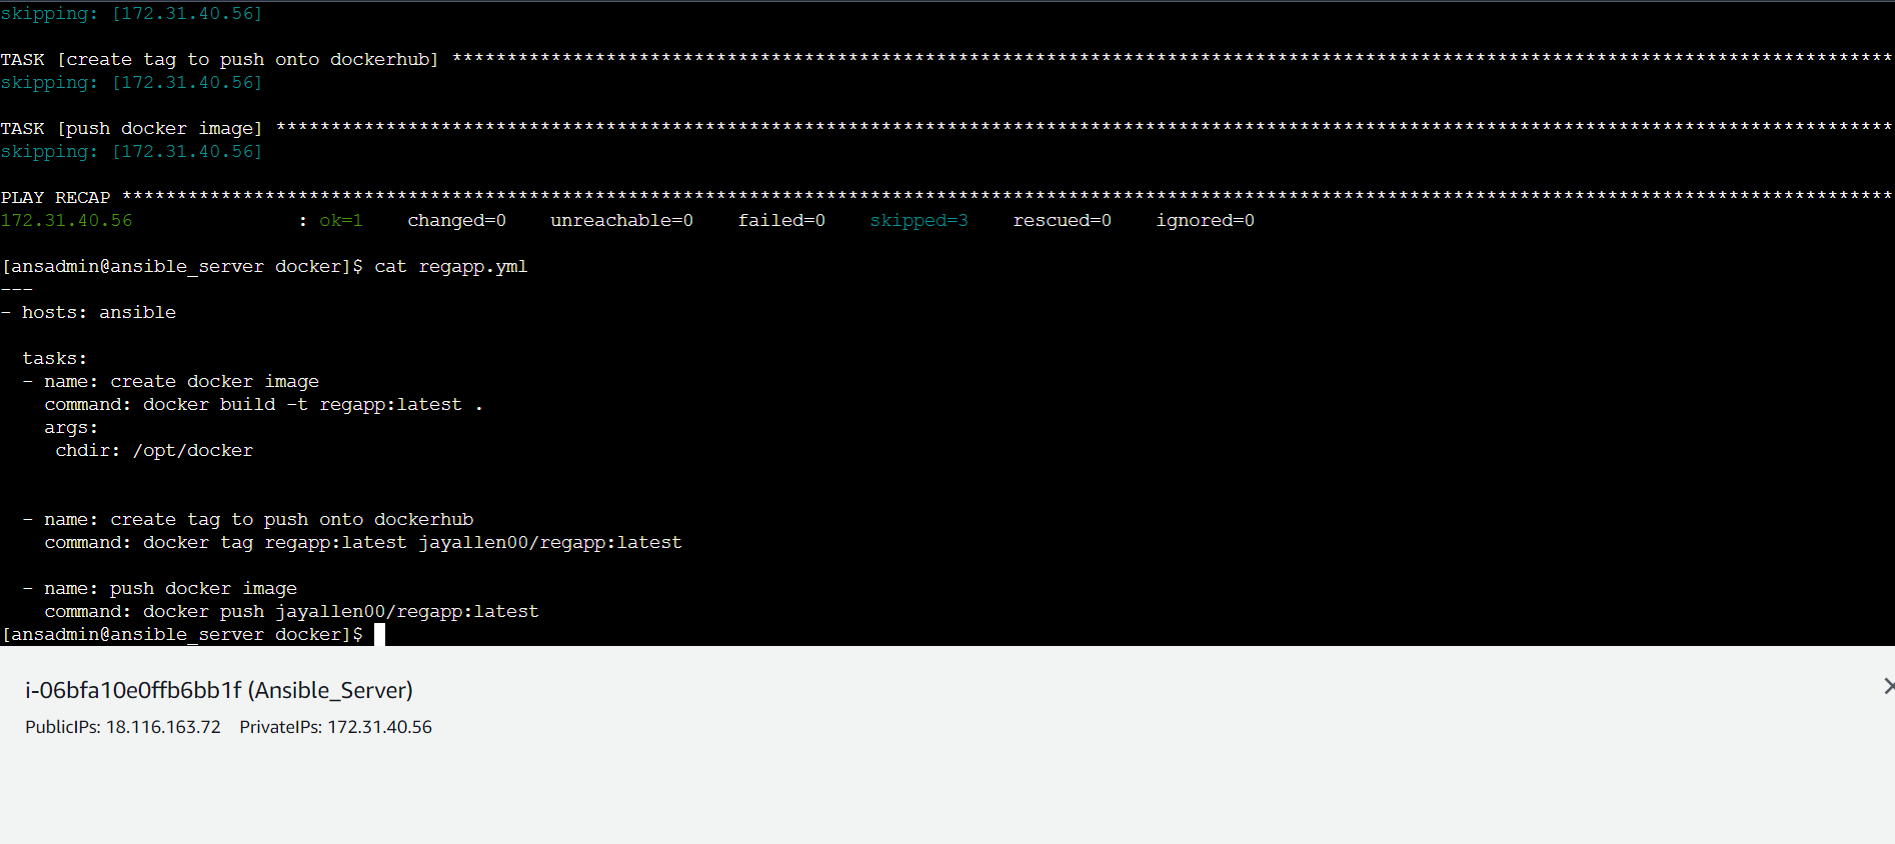 skipping: [172.31.40.56]
TASK [create tag to push onto dockerhub] ***********************************************************************************************************************************
skipping: [172.31.40.56]
TASK [push docker image] ***************************************************************************************************************************************************
skipping: [172.31.40.56]
PLAY RECAP *****************************************************************************************************************************************************************
172.31.40.56               : ok=1    changed=0    unreachable=0    failed=0    skipped=3    rescued=0    ignored=0
[ansadmin@ansible_server docker]$ cat regapp.yml
---
- hosts: ansible
  tasks:
  - name: create docker image
    command: docker build -t regapp:latest .
    args:
     chdir: /opt/docker
  - name: create tag to push onto dockerhub
    command: docker tag regapp:latest jayallen00/regapp:latest
  - name: push docker image
    command: docker push jayallen00/regapp:latest
[ansadmin@ansible_server docker]$
i-06bfa10e0ffb6bb1f (Ansible_Server)
PublicIPs: 18.116.163.72    PrivateIPs: 172.31.40.56